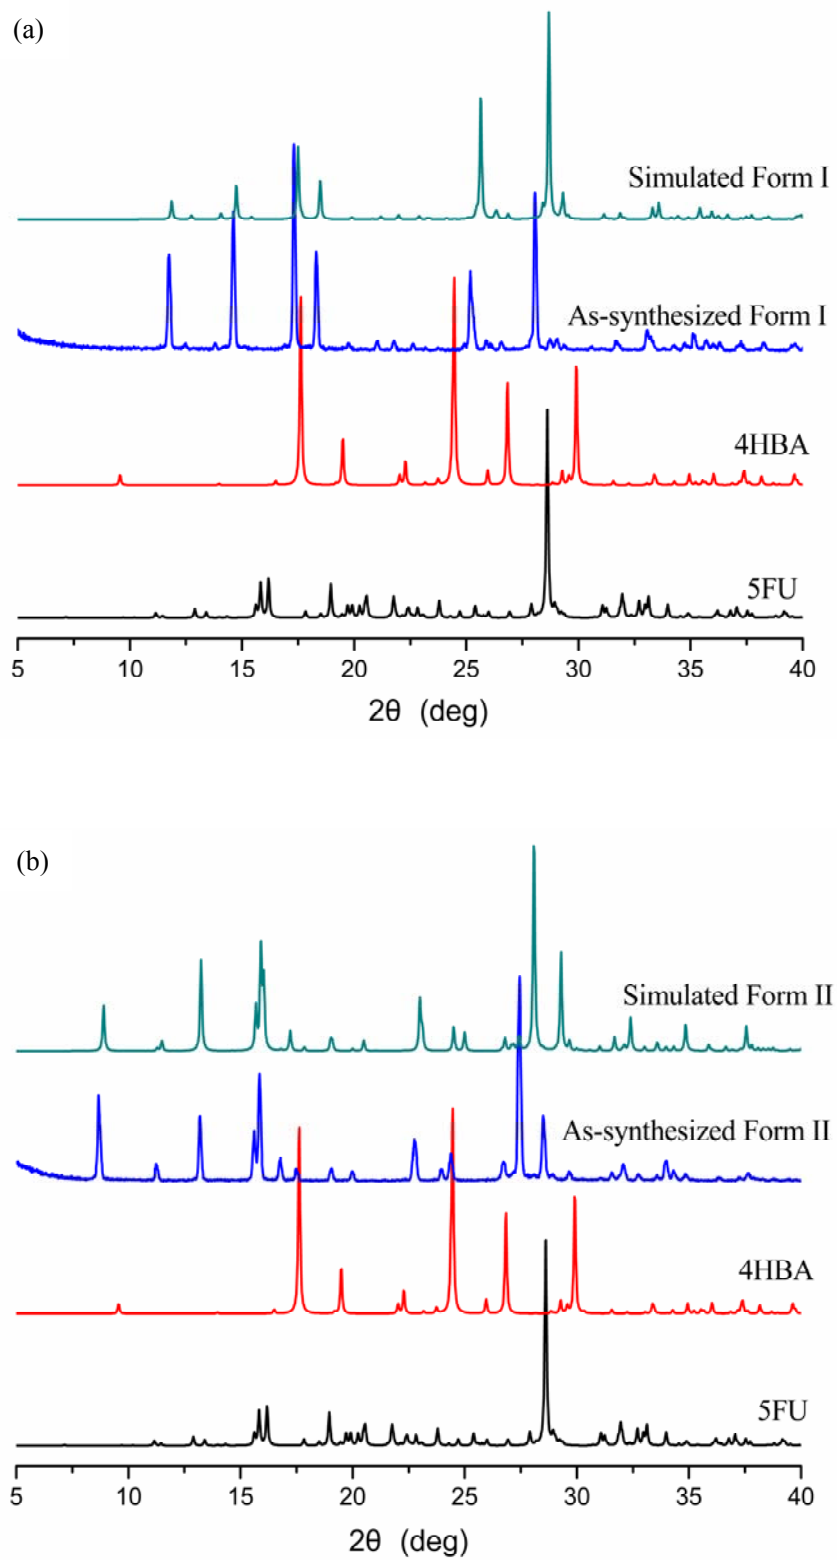 (a)
Simulated Form I
As-synthesized Form I
4HBA
5FU
5 10 15 20 25 30 35 40
2θ (deg)
(b)
Simulated Form II
As-synthesized Form II
4HBA
5FU
5 10 15 20 25 30 35 40
2θ (deg)